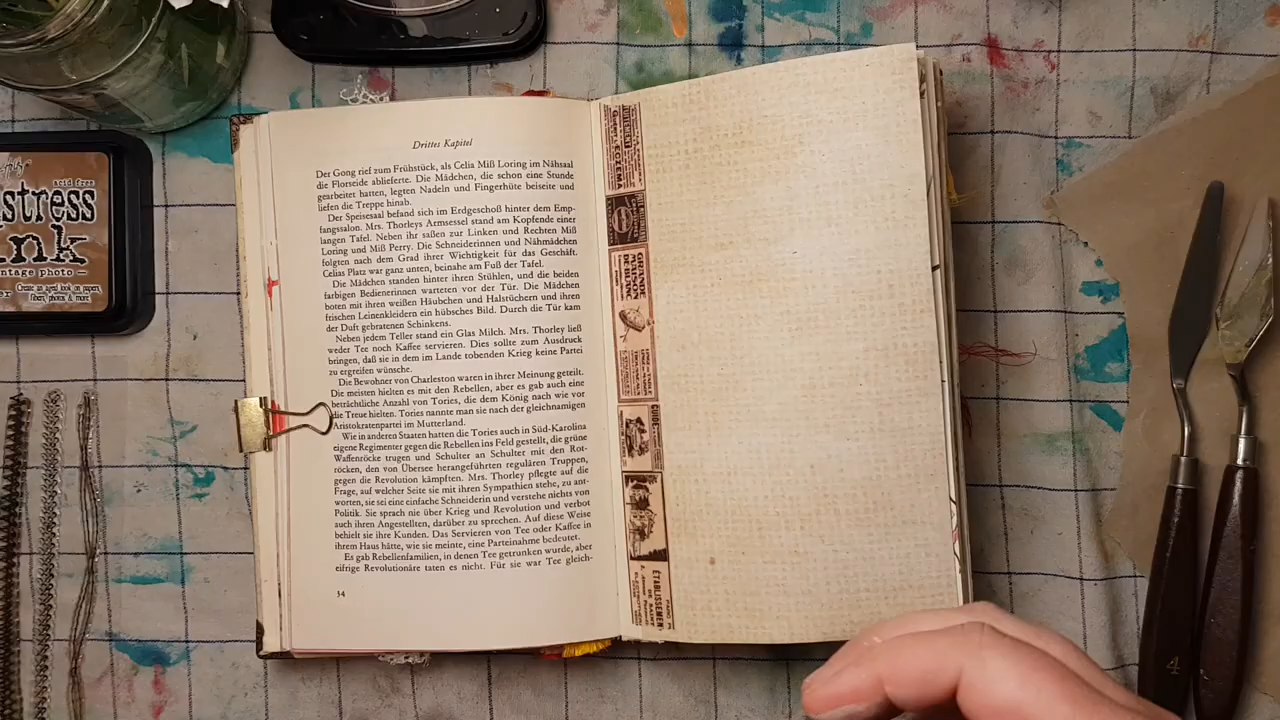 Drittes Kapitel
Der Gong rief zum Frühstück, als Celia Miß Loring im Nähsaal
die Florseide ablieferte. Die Mädchen, die schon eine Stunde
gearbeitet hatten, legten Nadeln und Fingerhüte beiseite und
liefen die Treppe hinab.
Der Speisesaal befand sich im Erdgeschoß hinter dem Emp-
fangssalon. Mrs. Thorleys Armsessel stand am Kopfende einer
langen Tafel. Neben ihr saßen zur Linken und Rechten Miß
Loring und Miß Perry. Die Schneiderinnen und Nähmädchen
folgten nach dem Grad ihrer Wichtigkeit für das Geschäft.
Celias Platz war ganz unten, beinahe am Fuß der Tafel.
Die Mädchen standen hinter ihren Stühlen, und die beiden
farbigen Bedienerinnen warteten vor der Tür. Die Mädchen
boten mit ihren weißen Häubchen und Halstüchern und ihren
frischen Leinenkleidern ein hübsches Bild. Durch die Tür kam
der Duft gebratenen Schinkens.
Neben jedem Teller stand ein Glas Milch. Mrs. Thorley ließ
weder Tee noch Kaffee servieren. Dies sollte zum Ausdruck
bringen, daß sie in dem im Lande tobenden Krieg keine Partei
zu ergreifen wünsche.
Die Bewohner von Charleston waren in ihrer Meinung geteilt.
Die meisten hielten es mit den Rebellen, aber es gab auch eine
beträchtliche Anzahl von Tories, die dem König nach wie vor
die Treue hielten. Tories nannte man sie nach der gleichnamigen
Aristokratenpartei im Mutterland.
Wie in anderen Staaten hatten die Tories auch in Süd-Karolina
eigene Regimenter gegen die Rebellen ins Feld gestellt, die grüne
Waffenröcke trugen und Schulter an Schulter mit den Rot-
röcken, den von Übersee herangeführten regulären Truppen,
gegen die Revolution kämpften. Mrs. Thorley pflegte auf die
Frage, auf welcher Seite sie mit ihren Sympathien stehe, zu ant-
worten, sie sei eine einfache Schneiderin und verstehe nichts von
Politik. Sie sprach nie über Krieg und Revolution und verbot
auch ihren Angestellten, darüber zu sprechen. Auf diese Weise
behielt sie ihre Kunden. Das Servieren von Tee oder Kaffee in
ihrem Haus hätte, wie sie meinte, eine Parteinahme bedeutet.
Es gab Rebellenfamilien, in denen Tee getrunken wurde, aber
eifrige Revolutionäre taten es nicht. Für sie war Tee gleich-
34
acid free
stress
ink
ntage photo
Create an aged look on papers,
fibers, photos & more.
GUIDE
ETABLISSEMEN
DE SAINT
4